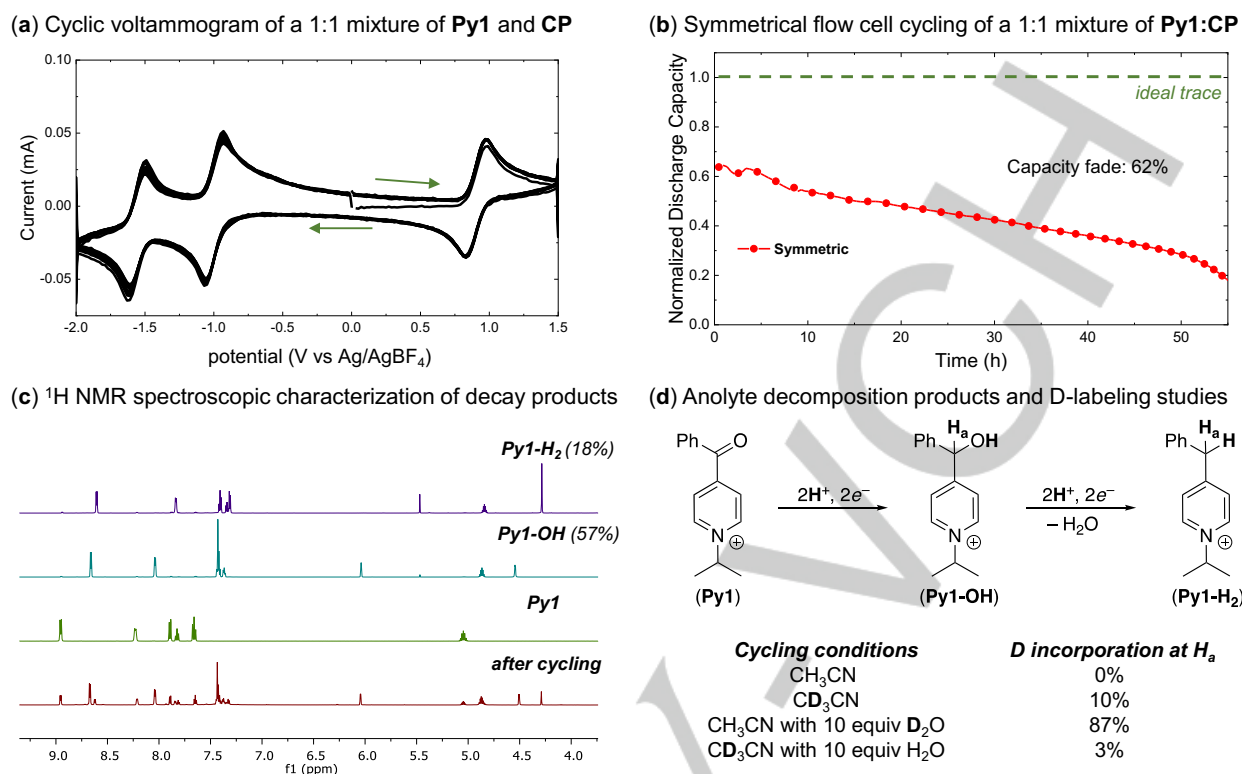 (a) Cyclic voltammogram of a 1:1 mixture of Py1 and CP
0.10
0.05
0.00
-0.05
Current (mA)
-2.0 -1.5 -1.0 -0.5 0.0 0.5 1.0 1.5
potential (V vs Ag/AgBF₄)
(b) Symmetrical flow cell cycling of a 1:1 mixture of Py1:CP
1.0
0.8
0.6
0.4
0.2
0.0
Normalized Discharge Capacity
ideal trace
Capacity fade: 62%
Symmetric
0 10 20 30 40 50
Time (h)
(c) ¹H NMR spectroscopic characterization of decay products
Py1-H₂ (18%)
Py1-OH (57%)
Py1
after cycling
9.0 8.5 8.0 7.5 7.0 6.5 6.0 5.5 5.0 4.5 4.0
f1 (ppm)
(d) Anolyte decomposition products and D-labeling studies
Ph O
N
⊕
(Py1)
2H⁺, 2e⁻
Hₐ
Ph OH
N
⊕
(Py1-OH)
2H⁺, 2e⁻
– H₂O
Hₐ
Ph H
N
⊕
(Py1-H₂)
Cycling conditions D incorporation at Hₐ
CH₃CN 0%
CD₃CN 10%
CH₃CN with 10 equiv D₂O 87%
CD₃CN with 10 equiv H₂O 3%
V-VCH